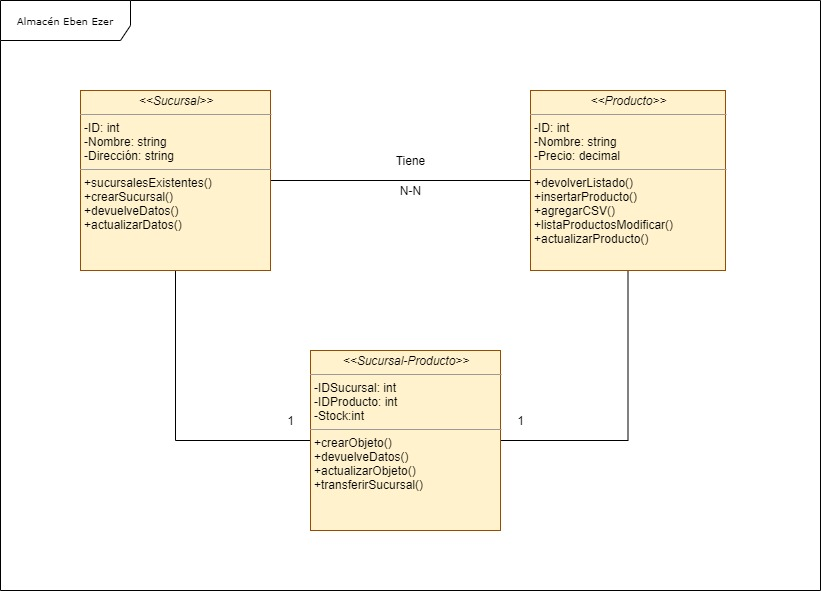 Almacén Eben Ezer
<<Sucursal>>
-ID: int
-Nombre: string
-Dirección: string
+sucursalesExistentes()
+crearSucursal()
+devuelveDatos()
+actualizarDatos()
Tiene
N-N
<<Producto>>
-ID: int
-Nombre: string
-Precio: decimal
+devolverListado()
+insertarProducto()
+agregarCSV()
+listaProductosModificar()
+actualizarProducto()
<<Sucursal-Producto>>
-IDSucursal: int
-IDProducto: int
-Stock:int
+crearObjeto()
+devuelveDatos()
+actualizarObjeto()
+transferirSucursal()
1
1